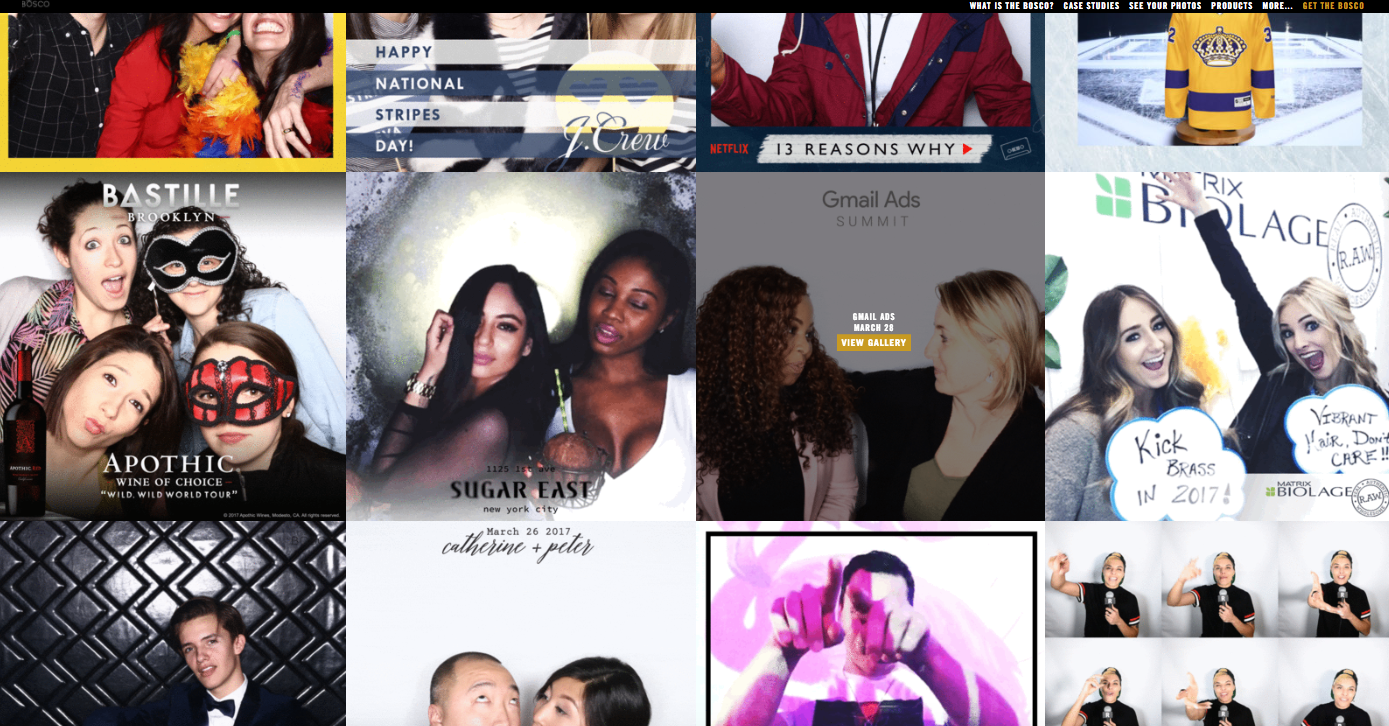 BOSCO
WHAT IS THE BOSCO? CASE STUDIES SEE YOUR PHOTOS PRODUCTS MORE... GET THE BOSCO
HAPPY
NATIONAL
STRIPES
DAY!
J.Crew
NETFLIX
13 REASONS WHY
2 3
BASTILLE
BROOKLYN
APOTHIC RED
APOTHIC
WINE OF CHOICE
"WILD, WILD WORLD TOUR"
© 2017 Apothic Wines, Modesto, CA. All rights reserved.
1125 1st ave
SUGAR EAST
new york city
Gmail Ads
SUMMIT
GMAIL ADS
MARCH 28
VIEW GALLERY
MATRIX
BIOLAGE
R.A.W.
Kick
BRASS
IN 2017!
VIBRANT
Hair, Don't
CARE!!
MATRIX
BIOLAGE
R.A.W.
March 26 2017
catherine + peter